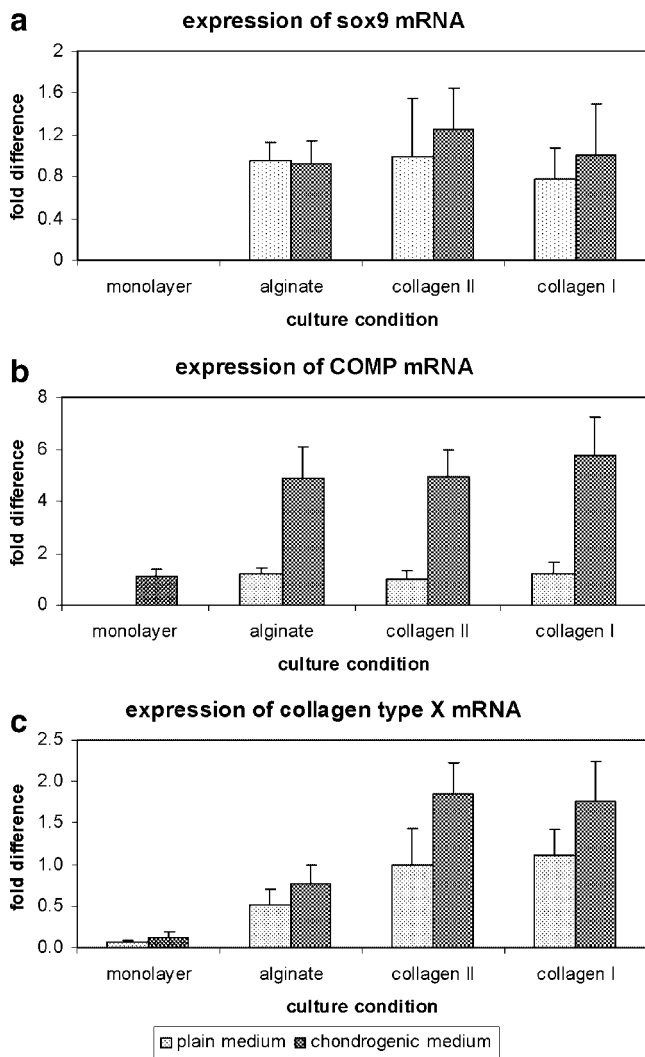 a
expression of sox9 mRNA
2
1.6
1.2
0.8
0.4
0
fold difference
monolayer alginate collagen II collagen I
culture condition
b
expression of COMP mRNA
8
6
4
2
0
fold difference
monolayer alginate collagen II collagen I
culture condition
c
expression of collagen type X mRNA
2.5
2.0
1.5
1.0
0.5
0.0
fold difference
monolayer alginate collagen II collagen I
culture condition
plain medium chondrogenic medium